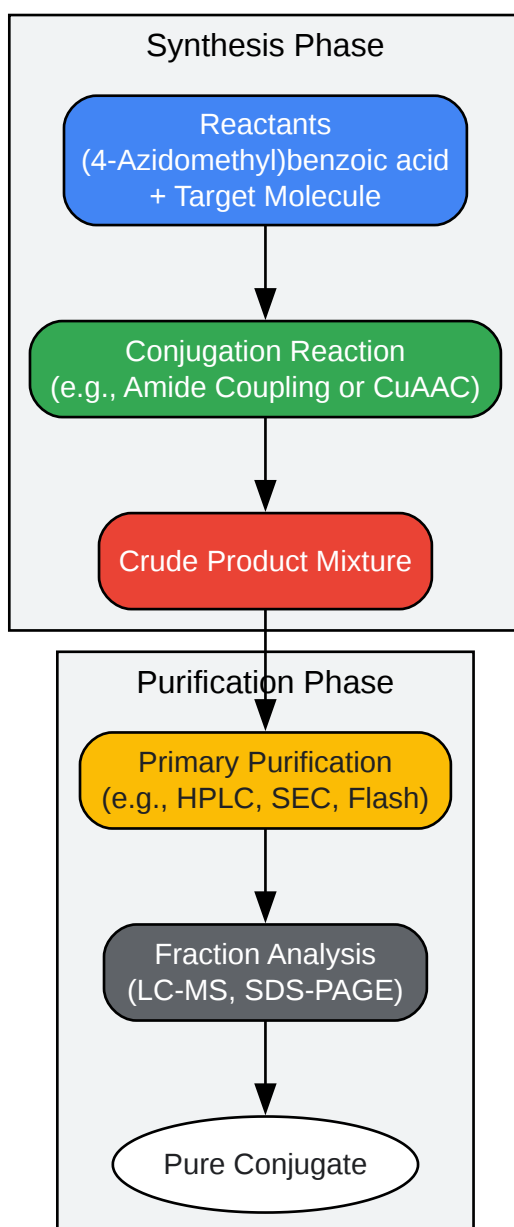 Synthesis Phase
Reactants
(4-Azidomethyl)benzoic acid
+ Target Molecule
Conjugation Reaction
(e.g., Amide Coupling or CuAAC)
Crude Product Mixture
Purification Phase
Primary Purification
(e.g., HPLC, SEC, Flash)
Fraction Analysis
(LC-MS, SDS-PAGE)
Pure Conjugate